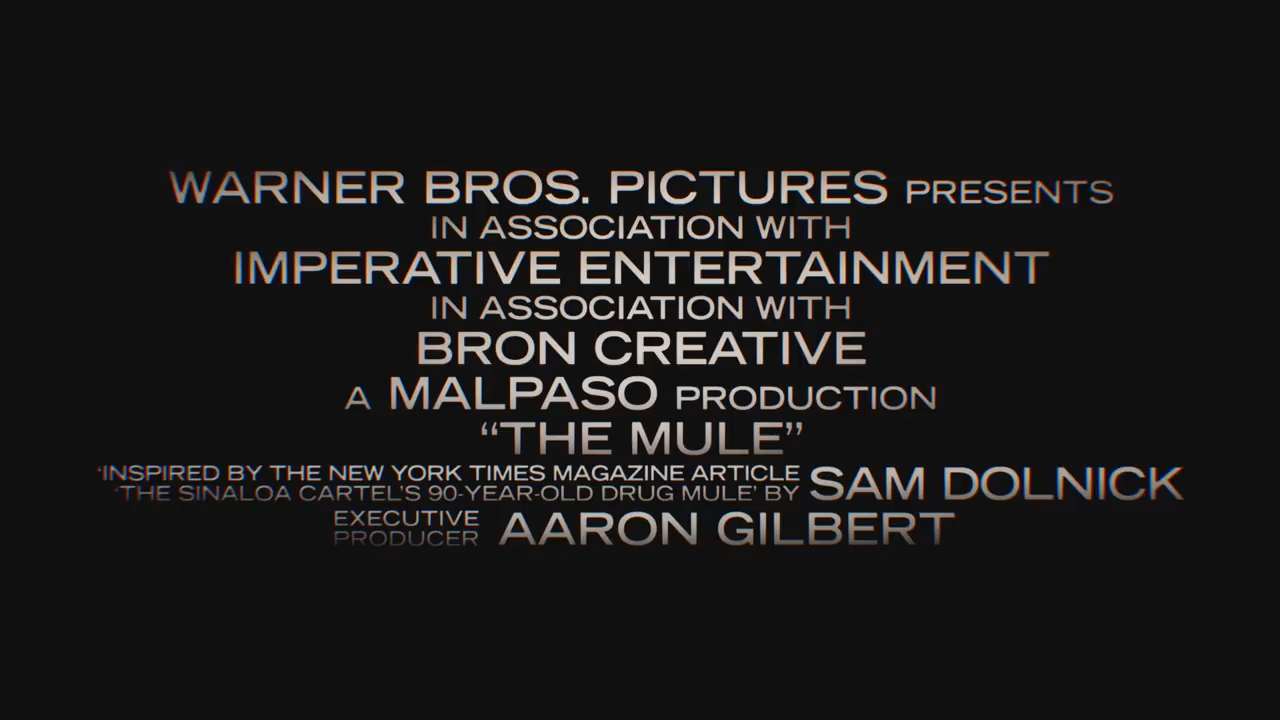 WARNER BROS. PICTURES PRESENTS
IN ASSOCIATION WITH
IMPERATIVE ENTERTAINMENT
IN ASSOCIATION WITH
BRON CREATIVE
A MALPASO PRODUCTION
“THE MULE”
‘INSPIRED BY THE NEW YORK TIMES MAGAZINE ARTICLE
‘THE SINALOA CARTEL’S 90-YEAR-OLD DRUG MULE’ BY SAM DOLNICK
EXECUTIVE
PRODUCER AARON GILBERT